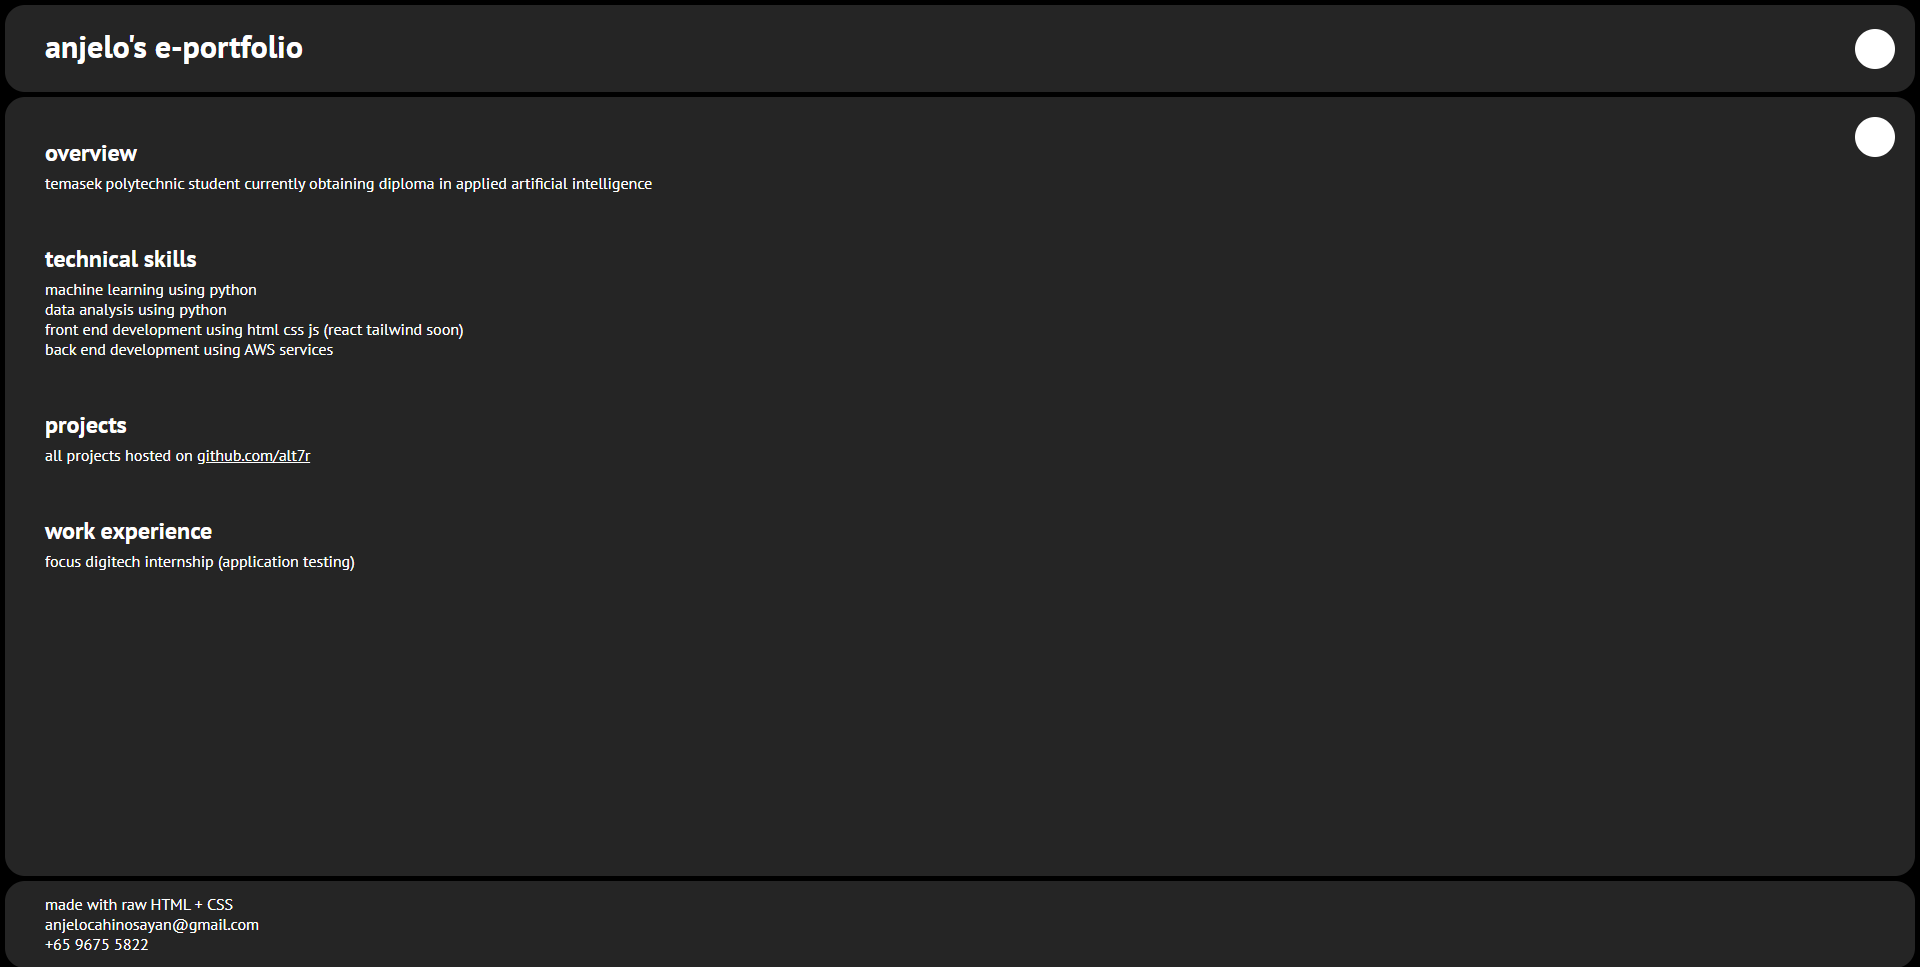 anjelo's e-portfolio
overview
temasek polytechnic student currently obtaining diploma in applied artificial intelligence
technical skills
machine learning using python
data analysis using python
front end development using html css js (react tailwind soon)
back end development using AWS services
projects
all projects hosted on github.com/alt7r
work experience
focus digitech internship (application testing)
made with raw HTML + CSS
anjelocahinosayan@gmail.com
+65 9675 5822